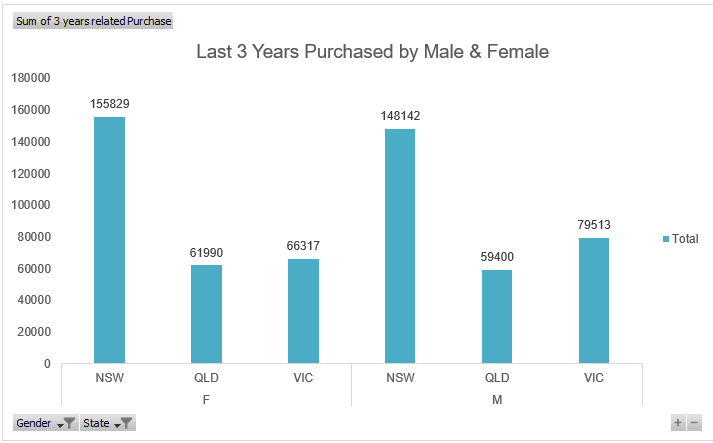 Sum of 3 years related Purchase
Last 3 Years Purchased by Male & Female
180000
160000
140000
120000
100000
80000
60000
40000
20000
0
155829
61990
66317
148142
59400
79513
Total
NSW QLD VIC NSW QLD VIC
F M
Gender State
+ −